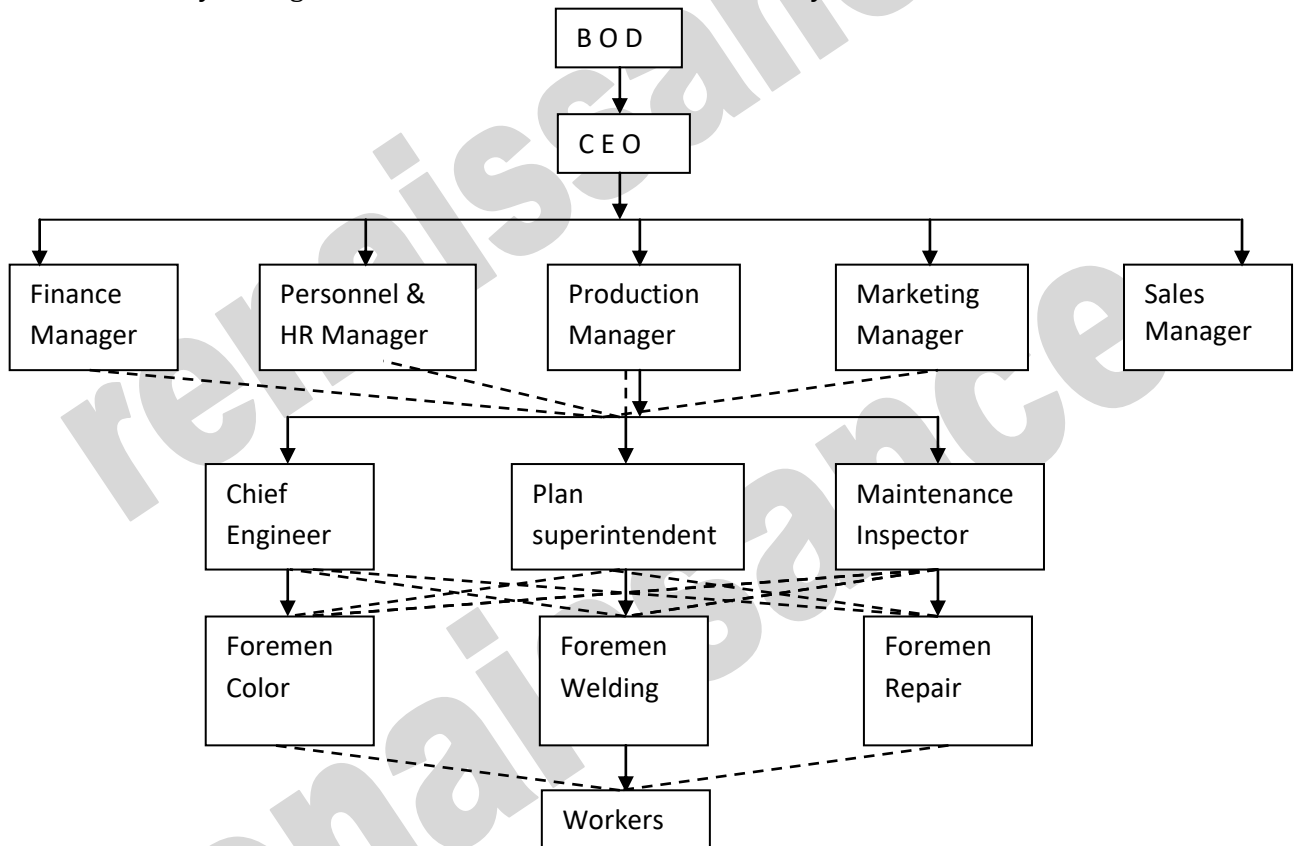 B O D
C E O
Finance
Manager
Personnel &
HR Manager
Production
Manager
Marketing
Manager
Sales
Manager
Chief
Engineer
Plan
superintendent
Maintenance
Inspector
Foremen
Color
Foremen
Welding
Foremen
Repair
Workers
renaissance